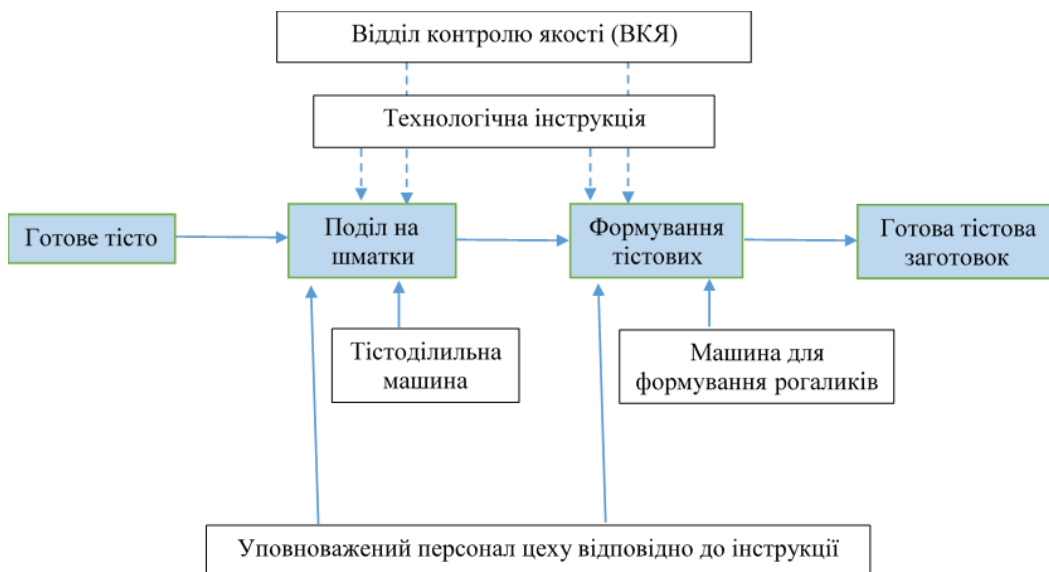 Відділ контролю якості (ВКЯ)
Технологічна інструкція
Готове тісто
Поділ на
шматки
Формування
тістових
Готова тістова
заготовок
Тістоділильна
машина
Машина для
формування рогаликів
Уповноважений персонал цеху відповідно до інструкції